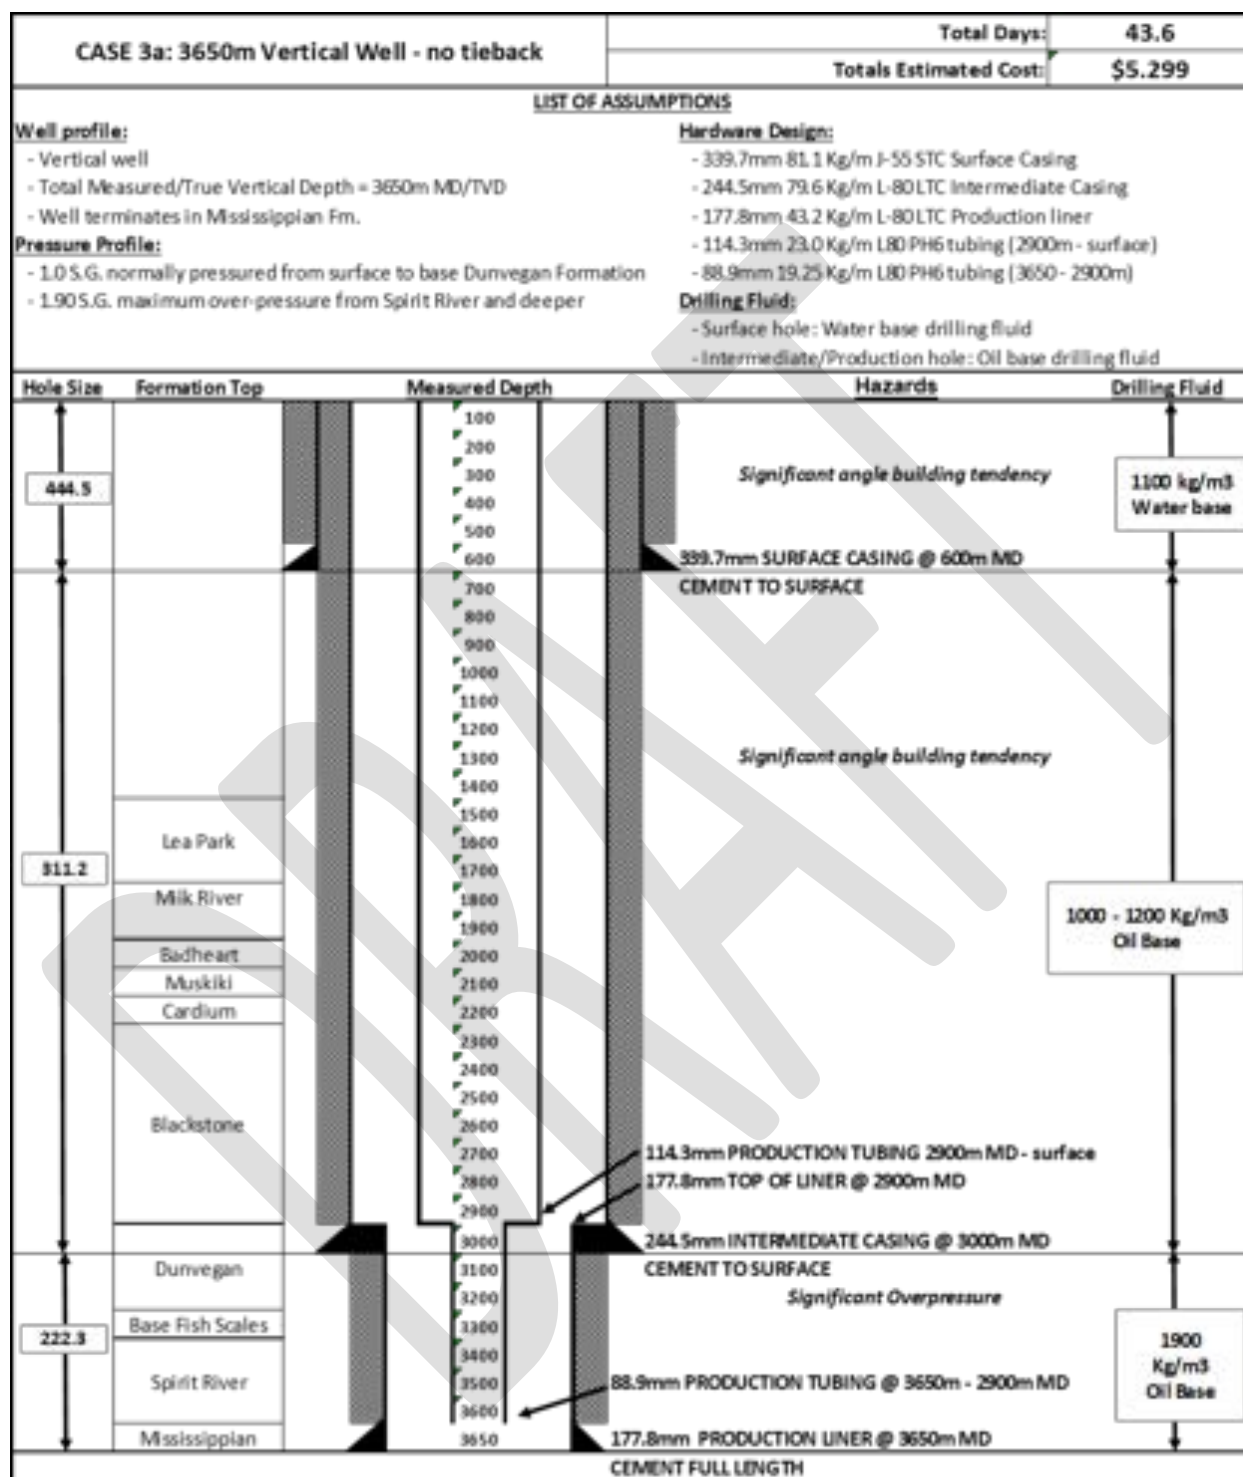 CASE 3a: 3650m Vertical Well - no tieback
Total Days: 43.6
Totals Estimated Cost: $5.299
LIST OF ASSUMPTIONS
Well profile:
- Vertical well
- Total Measured/True Vertical Depth = 3650m MD/TVD
- Well terminates in Mississippian Fm.
Pressure Profile:
- 1.0 S.G. normally pressured from surface to base Dunvegan Formation
- 1.90 S.G. maximum over-pressure from Spirit River and deeper
Hardware Design:
- 339.7mm 81.1 Kg/m J-55 STC Surface Casing
- 244.5mm 79.6 Kg/m L-80 LTC Intermediate Casing
- 177.8mm 43.2 Kg/m L-80 LTC Production liner
- 114.3mm 23.0 Kg/m L80 PH6 tubing (2900m - surface)
- 88.9mm 19.25 Kg/m L80 PH6 tubing (3650 - 2900m)
Drilling Fluid:
- Surface hole: Water base drilling fluid
- Intermediate/Production hole: Oil base drilling fluid
Hole Size Formation Top Measured Depth Hazards Drilling Fluid
100
200
300
Significant angle building tendency
444.5
1100 kg/m3
Water base
400
500
600
339.7mm SURFACE CASING @ 600m MD
700
CEMENT TO SURFACE
800
900
1000
1100
1200
1300
Significant angle building tendency
1400
1500
Lea Park
1600
311.2
1700
Milk River
1800
1900
1000 - 1200 Kg/m3
Oil Base
Badheart
2000
Muskiki
2100
Cardium
2200
2300
2400
2500
Blackstone
2600
2700
114.3mm PRODUCTION TUBING 2900m MD - surface
2800
177.8mm TOP OF LINER @ 2900m MD
2900
3000
244.5mm INTERMEDIATE CASING @ 3000m MD
Dunvegan
3100
CEMENT TO SURFACE
3200
Significant Overpressure
Base Fish Scales
3300
222.3
1900
Kg/m3
Oil Base
3400
Spirit River
3500
88.9mm PRODUCTION TUBING @ 3650m - 2900m MD
3600
Mississippian
3650
177.8mm PRODUCTION LINER @ 3650m MD
CEMENT FULL LENGTH
DRAFT